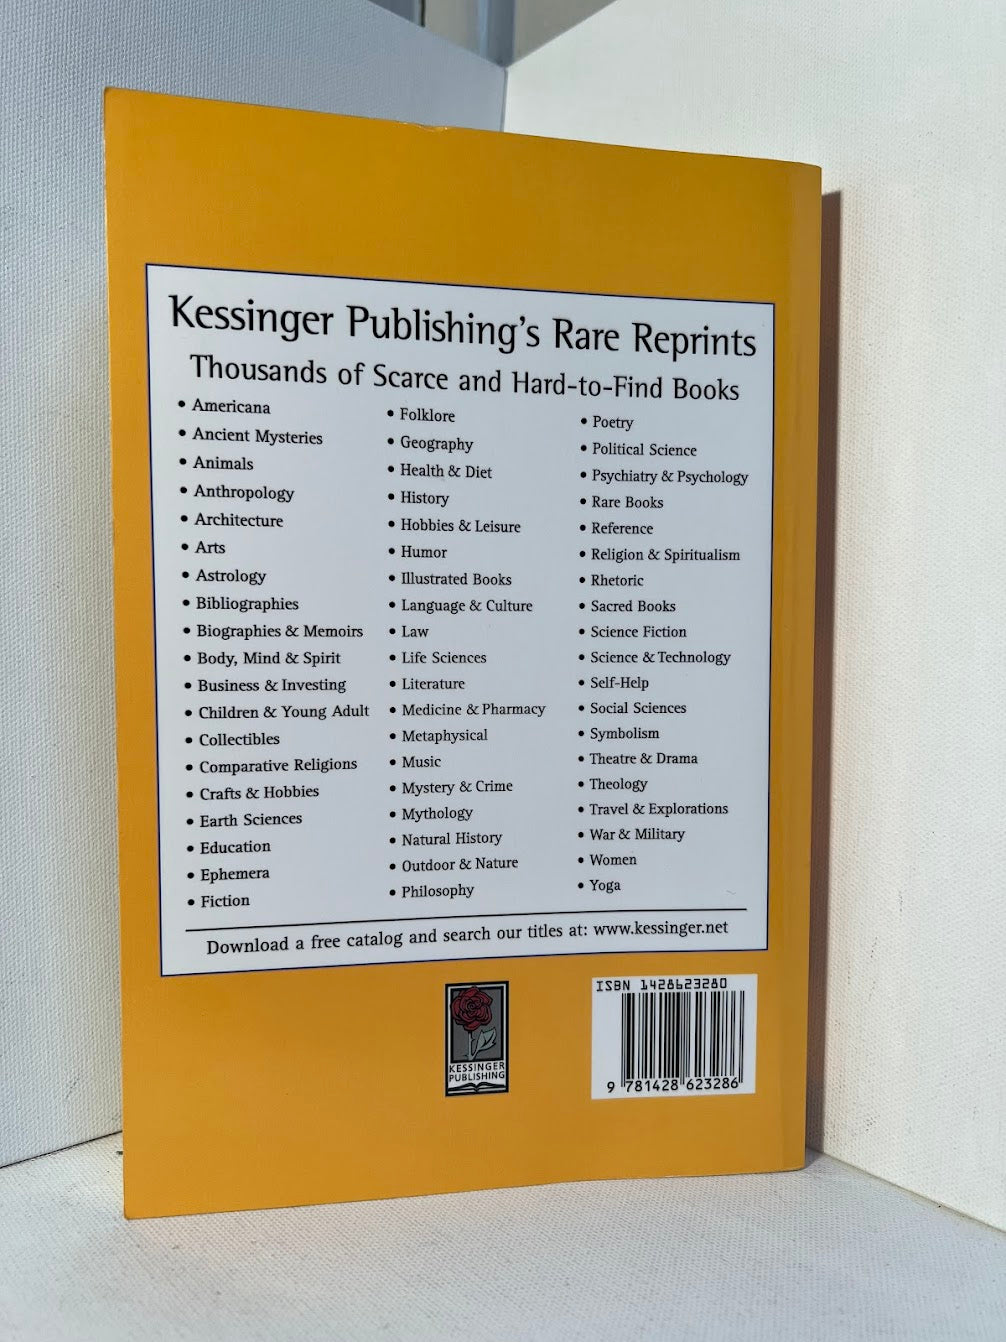 Kessinger Publishing's Rare Reprints
Thousands of Scarce and Hard-to-Find Books
• Americana
• Ancient Mysteries
• Animals
• Anthropology
• Architecture
• Arts
• Astrology
• Bibliographies
• Biographies & Memoirs
• Body, Mind & Spirit
• Business & Investing
• Children & Young Adult
• Collectibles
• Comparative Religions
• Crafts & Hobbies
• Earth Sciences
• Education
• Ephemera
• Fiction
• Folklore
• Geography
• Health & Diet
• History
• Hobbies & Leisure
• Humor
• Illustrated Books
• Language & Culture
• Law
• Life Sciences
• Literature
• Medicine & Pharmacy
• Metaphysical
• Music
• Mystery & Crime
• Mythology
• Natural History
• Outdoor & Nature
• Philosophy
• Poetry
• Political Science
• Psychiatry & Psychology
• Rare Books
• Reference
• Religion & Spiritualism
• Rhetoric
• Sacred Books
• Science Fiction
• Science & Technology
• Self-Help
• Social Sciences
• Symbolism
• Theatre & Drama
• Theology
• Travel & Explorations
• War & Military
• Women
• Yoga
Download a free catalog and search our titles at: www.kessinger.net
KESSINGER
PUBLISHING
ISBN 1428623280
9 781428 623286